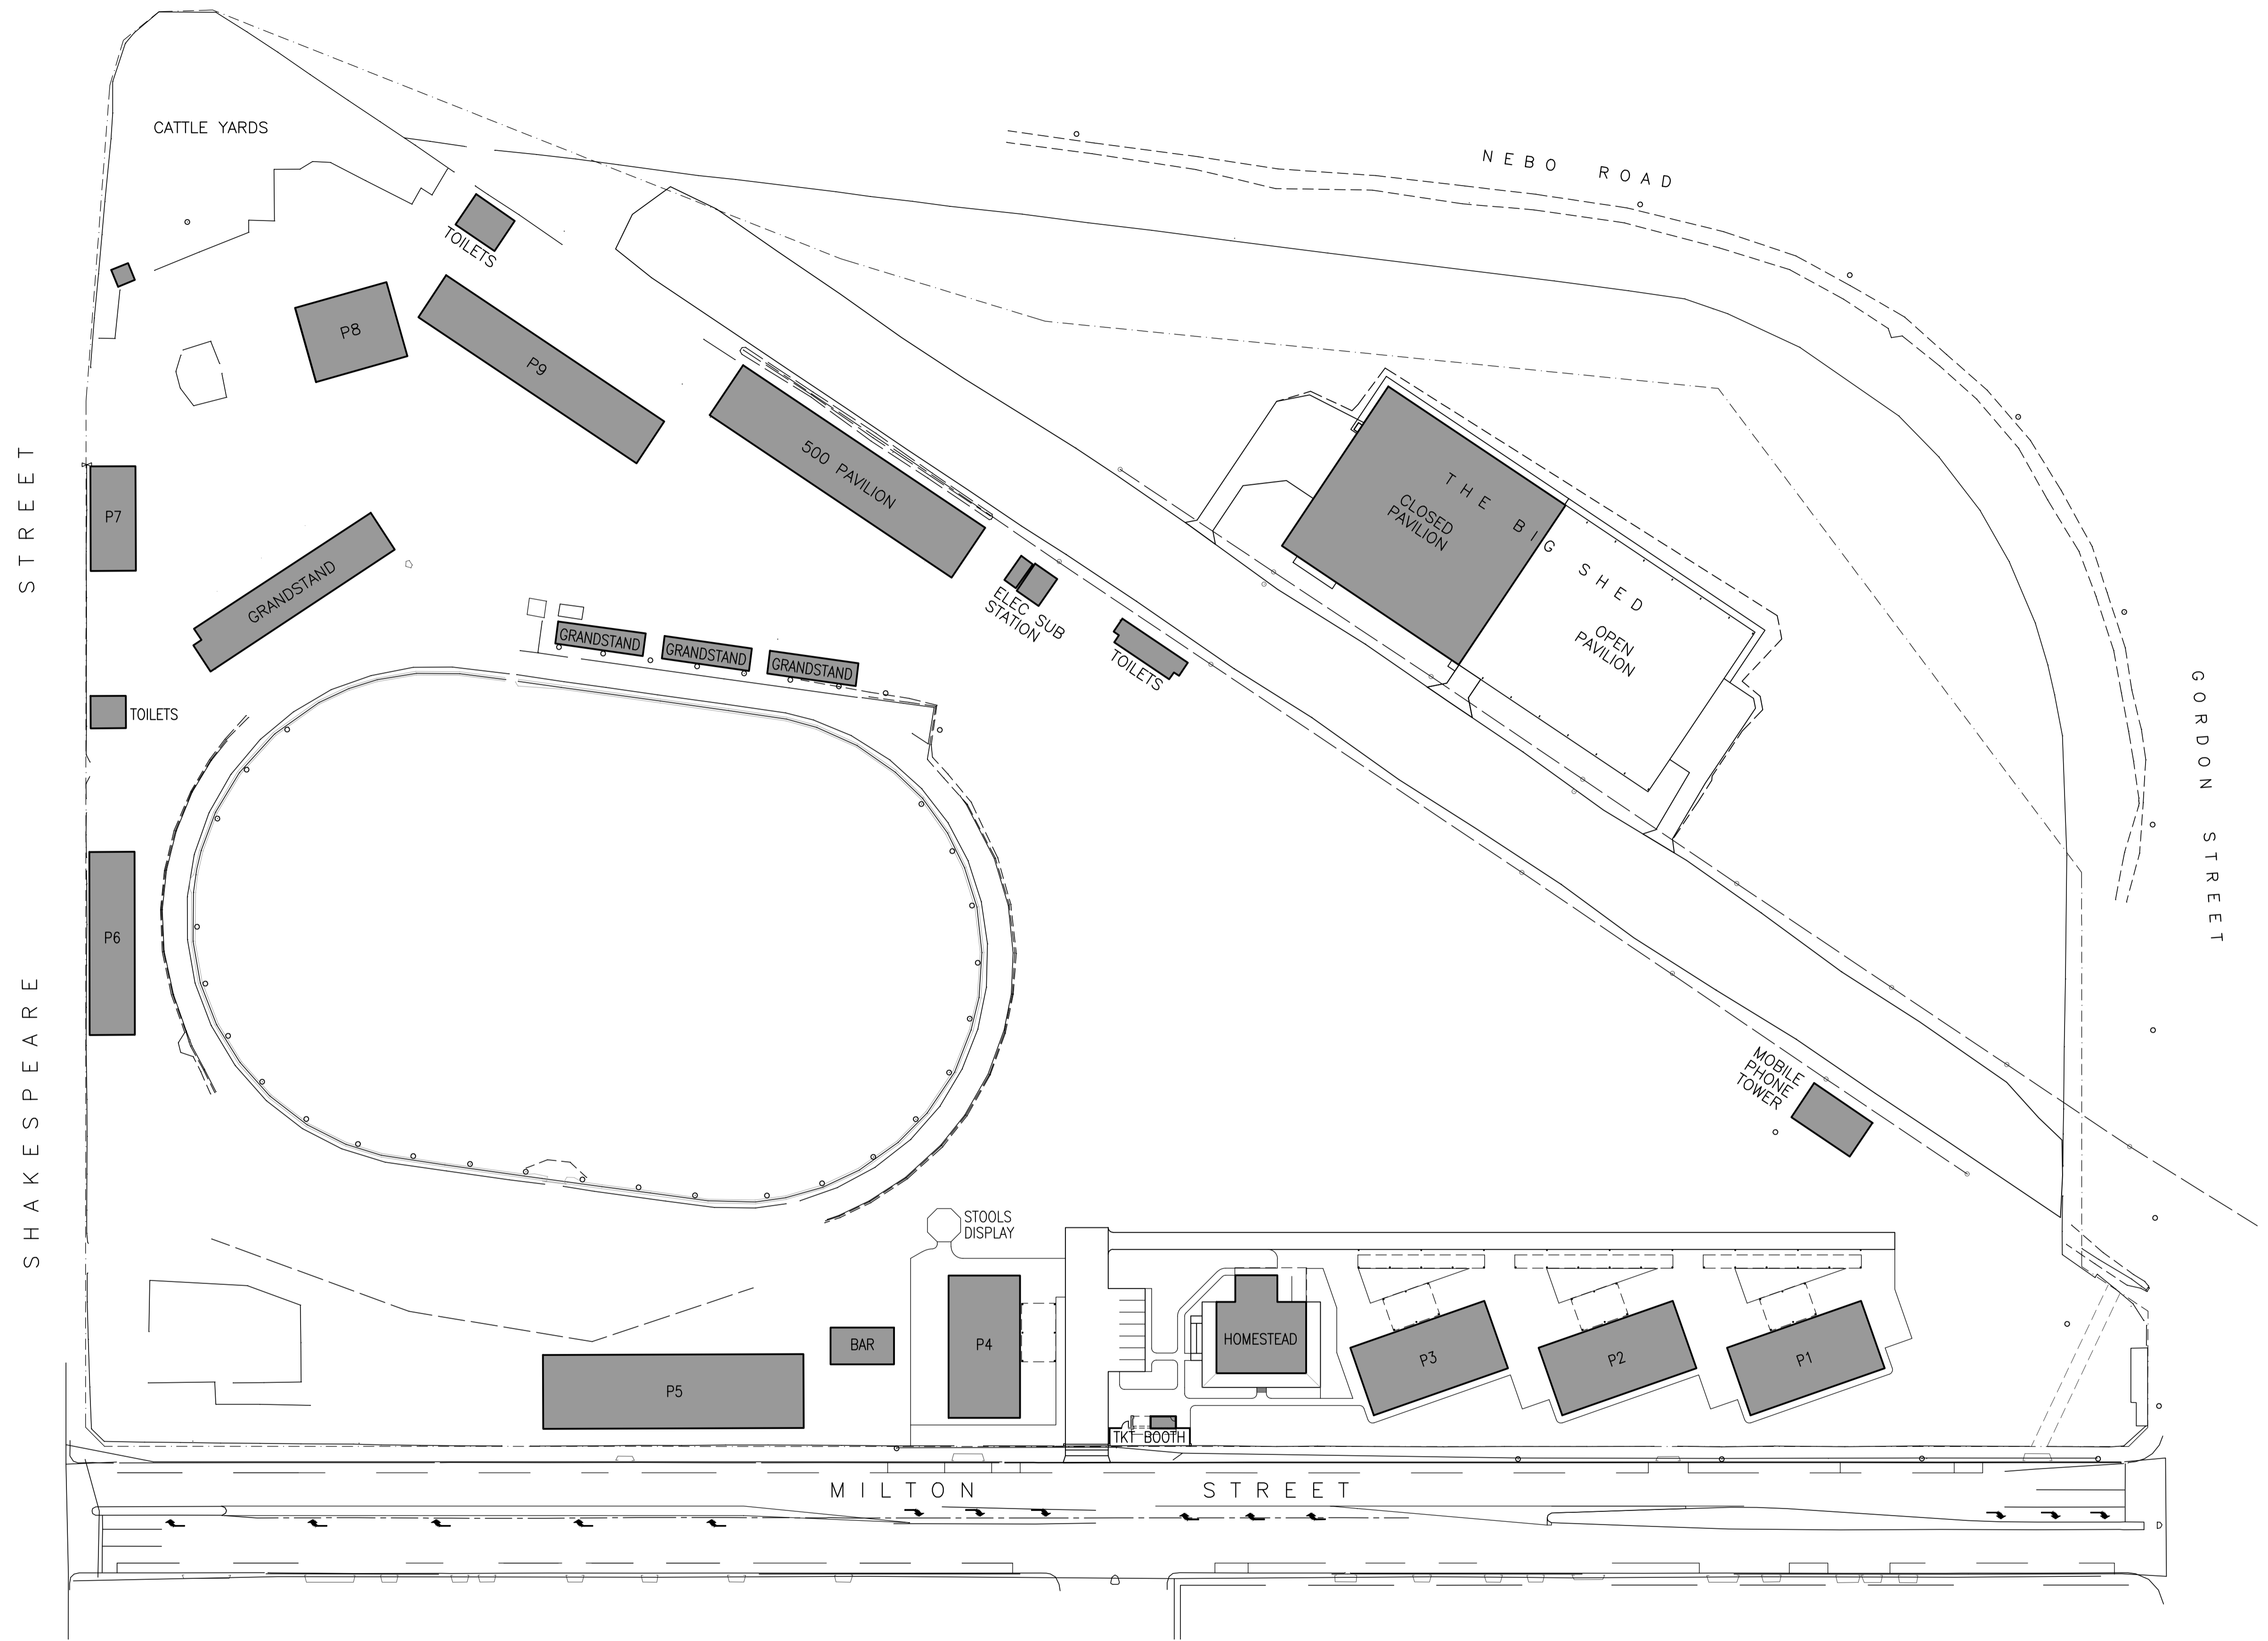 CATTLE YARDS
NEBO ROAD
TOILETS
P8
P9
500 PAVILION
THE BIG SHED
CLOSED
PAVILION
OPEN
PAVILION
P7
GRANDSTAND
ELEC SUB
STATION
GRANDSTAND
GRANDSTAND
GRANDSTAND
TOILETS
TOILETS
GORDON STREET
SHAKESPEARE STREET
P6
MOBILE
PHONE
TOWER
STOOLS
DISPLAY
BAR
P4
HOMESTEAD
P3
P2
P1
P5
TKT BOOTH
MILTON STREET
D